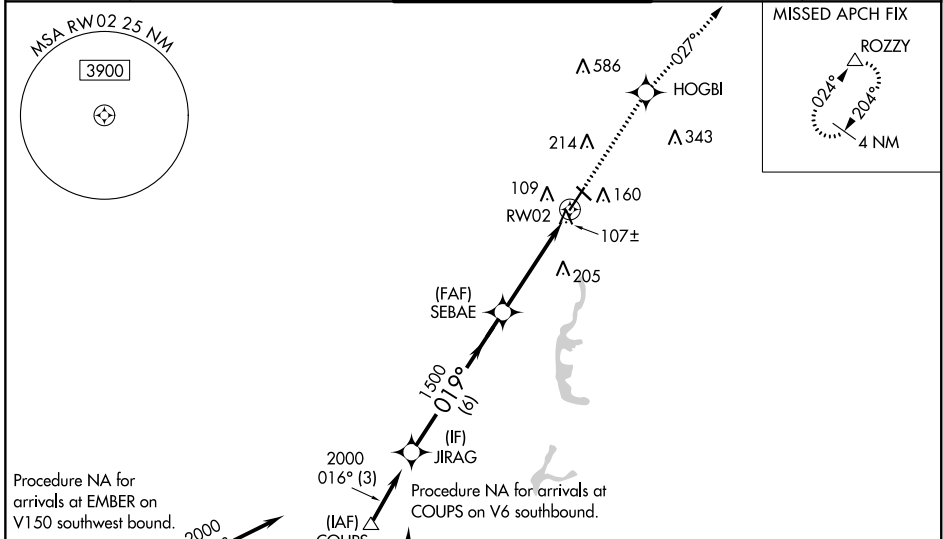 MSA RW02 25 NM
3900
MISSED APCH FIX
ROZZY
024°
204°
4 NM
027°
586
HOGBI
214
343
109
160
RW02
107±
205
(FAF)
SEBAE
1500
019°
(6)
(IF)
JIRAG
2000
016° (3)
Procedure NA for
arrivals at EMBER on
V150 southwest bound.
Procedure NA for arrivals at
COUPS on V6 southbound.
2000
(IAF)
COUPS